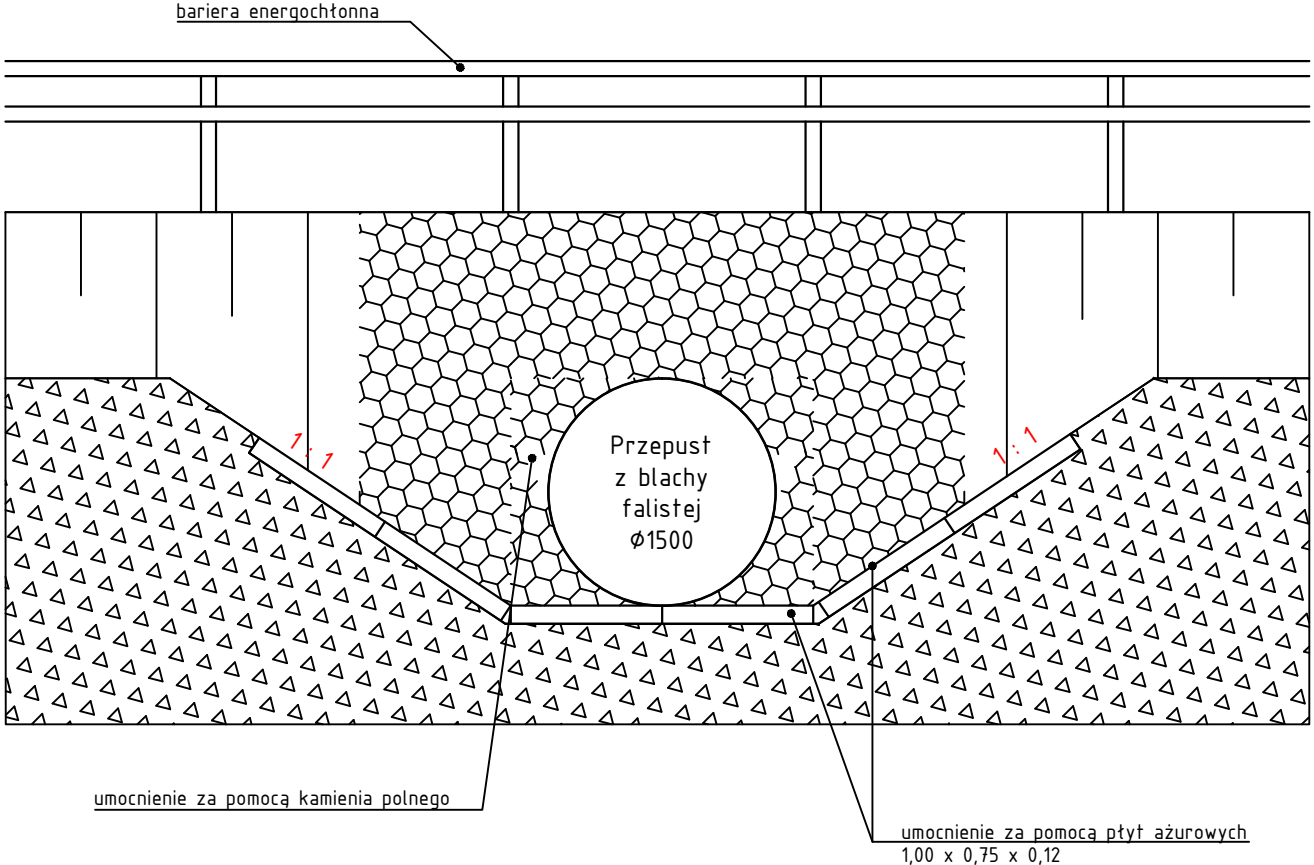 bariera energochłonna
1 : 1
1 : 1
Przepust
z blachy
falistej
Ø1500
umocnienie za pomocą kamienia polnego
umocnienie za pomocą płyt ażurowych
1,00 x 0,75 x 0,12